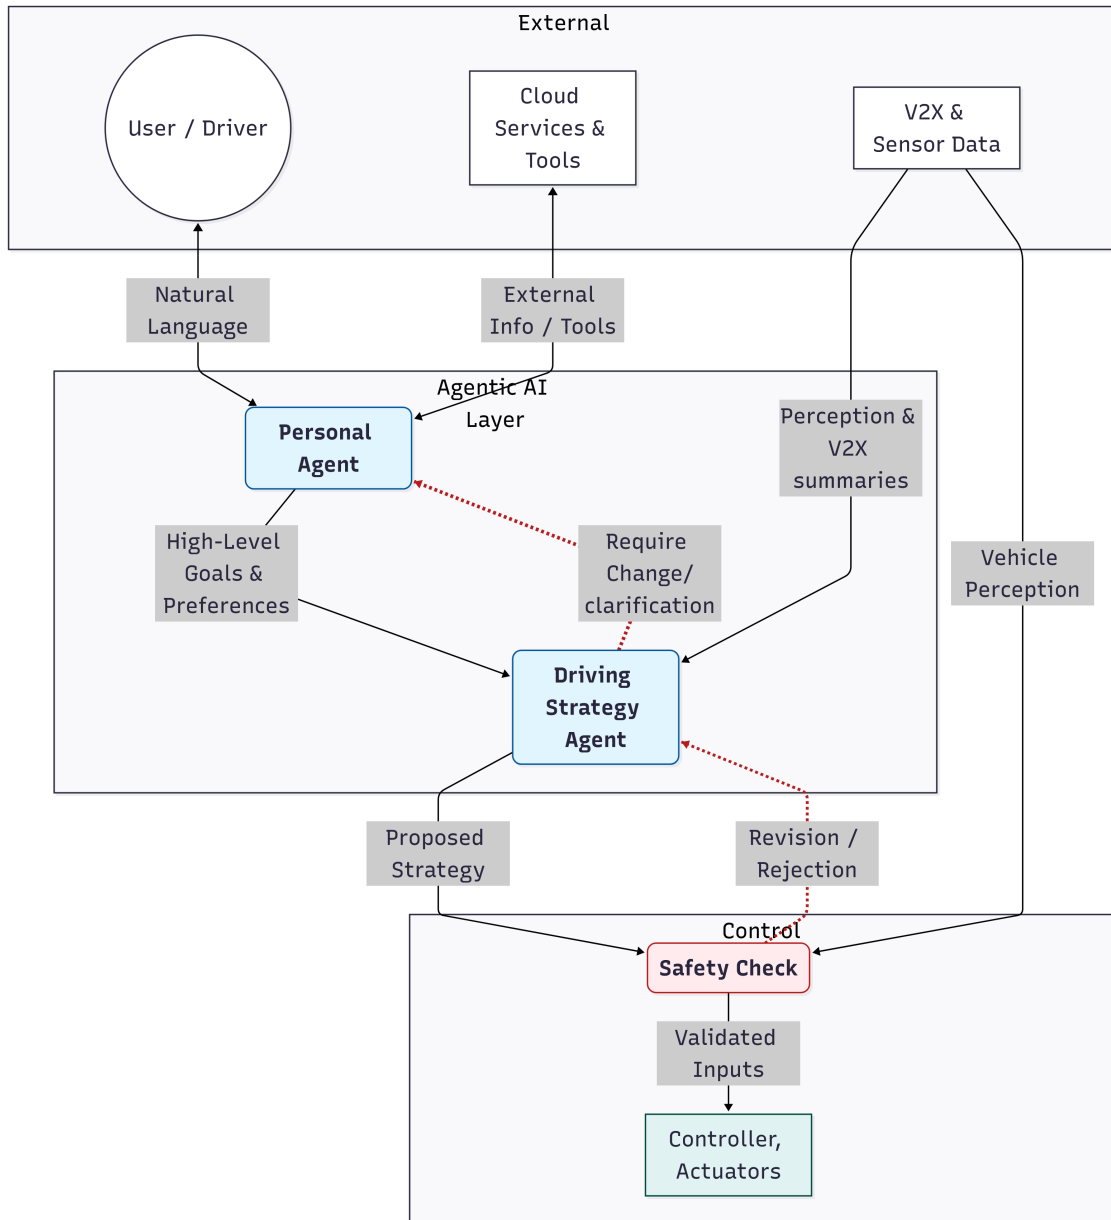 External
User / Driver
Cloud
Services &
Tools
V2X &
Sensor Data
Natural
Language
External
Info / Tools
Agentic AI
Layer
Personal
Agent
Perception &
V2X
summaries
High-Level
Goals &
Preferences
Require
Change/
clarification
Vehicle
Perception
Driving
Strategy
Agent
Proposed
Strategy
Revision /
Rejection
Control
Safety Check
Validated
Inputs
Controller,
Actuators